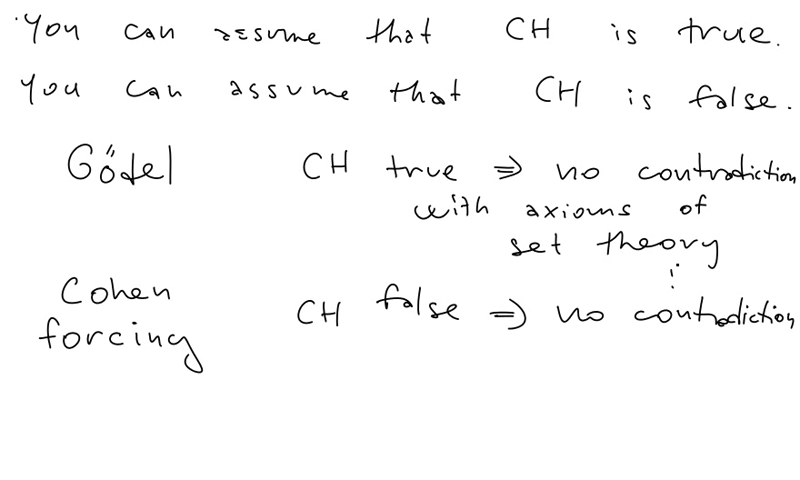 You can assume that CH is true.
You can assume that CH is false.
Gödel CH true ⇒ no contradiction
with axioms of
set theory
Cohen CH false ⇒ no contradiction
forcing